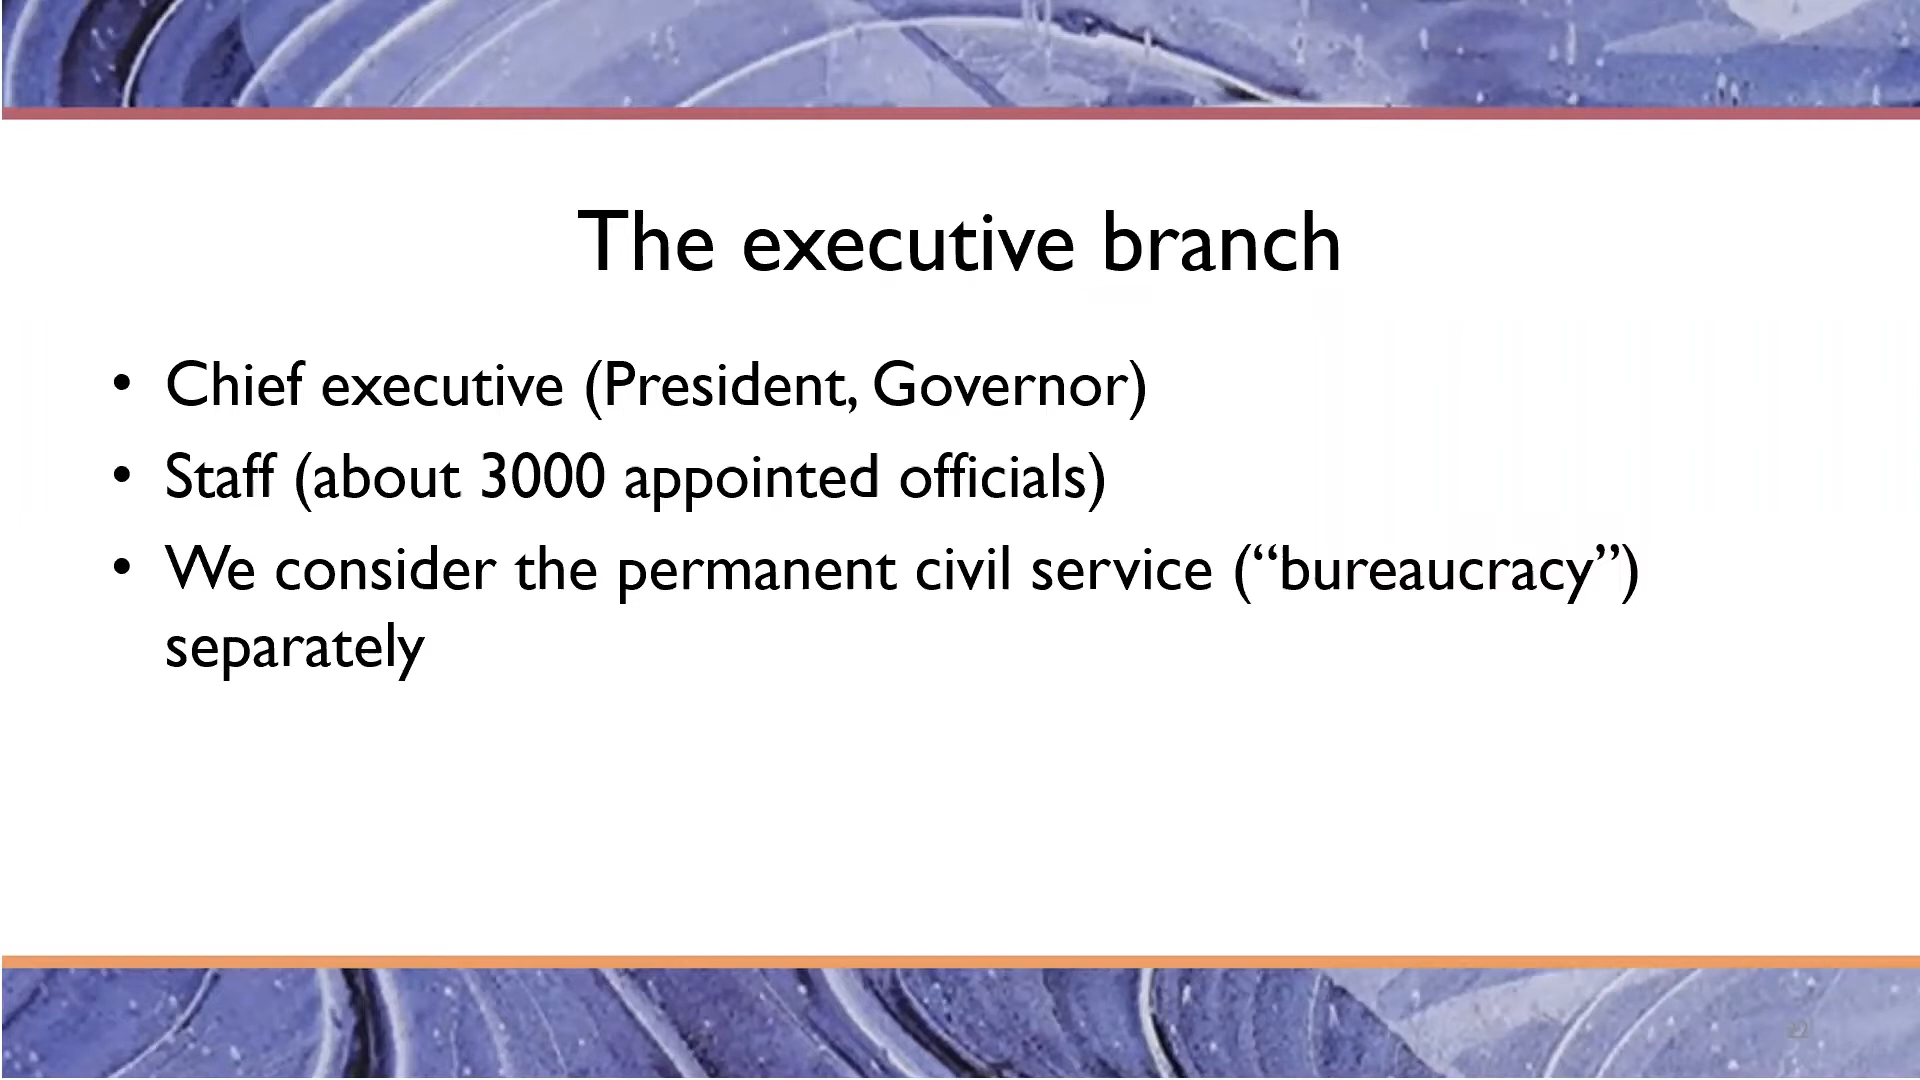 The executive branch
• Chief executive (President, Governor)
• Staff (about 3000 appointed officials)
• We consider the permanent civil service (“bureaucracy”)
separately
22